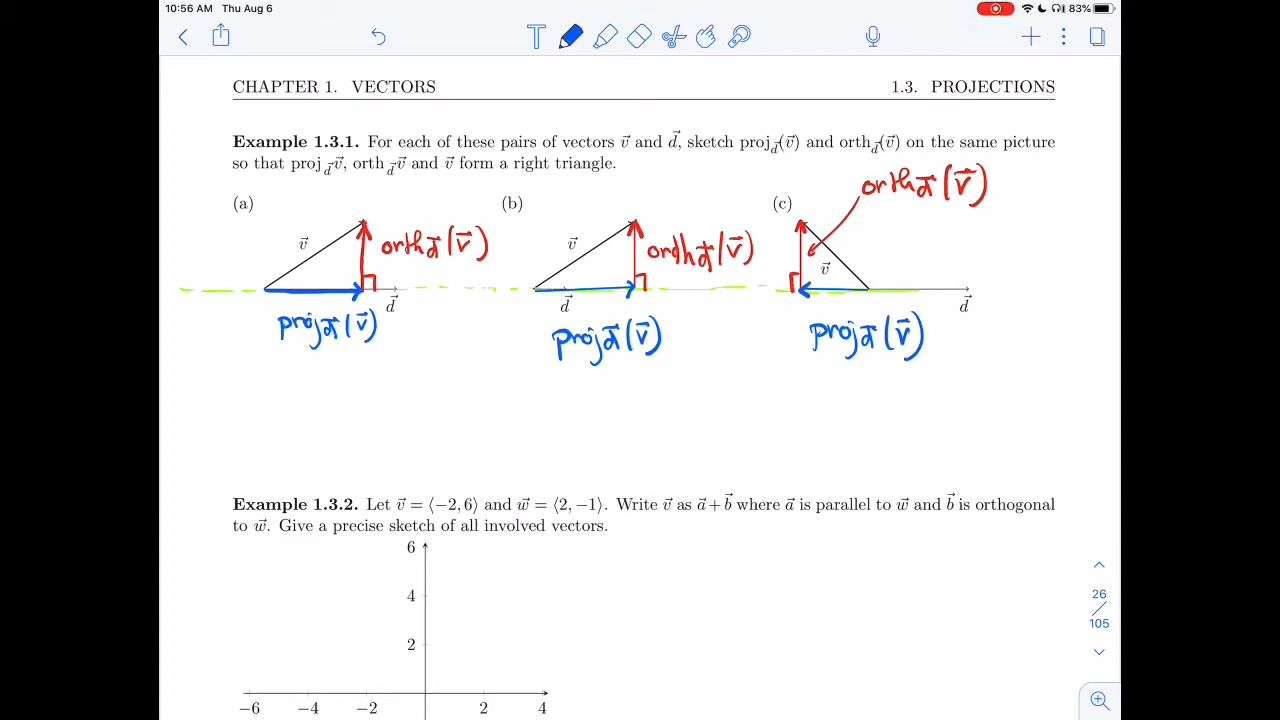 10:56 AM Thu Aug 6 83%
T
CHAPTER 1. VECTORS 1.3. PROJECTIONS
Example 1.3.1. For each of these pairs of vectors v⃗ and d⃗, sketch proj_d⃗(v⃗) and orth_d⃗(v⃗) on the same picture
so that proj_d⃗ v⃗, orth_d⃗ v⃗ and v⃗ form a right triangle.
(a) (b) (c)
orth_d⃗(v⃗)
v⃗ orth_d⃗(v⃗) v⃗ orth_d⃗(v⃗) v⃗
d⃗ d⃗ d⃗
proj_d⃗(v⃗) proj_d⃗(v⃗) proj_d⃗(v⃗)
Example 1.3.2. Let v⃗ = ⟨−2, 6⟩ and w⃗ = ⟨2, −1⟩. Write v⃗ as a⃗ + b⃗ where a⃗ is parallel to w⃗ and b⃗ is orthogonal
to w⃗. Give a precise sketch of all involved vectors.
6
4
2
−6 −4 −2 2 4
26
105